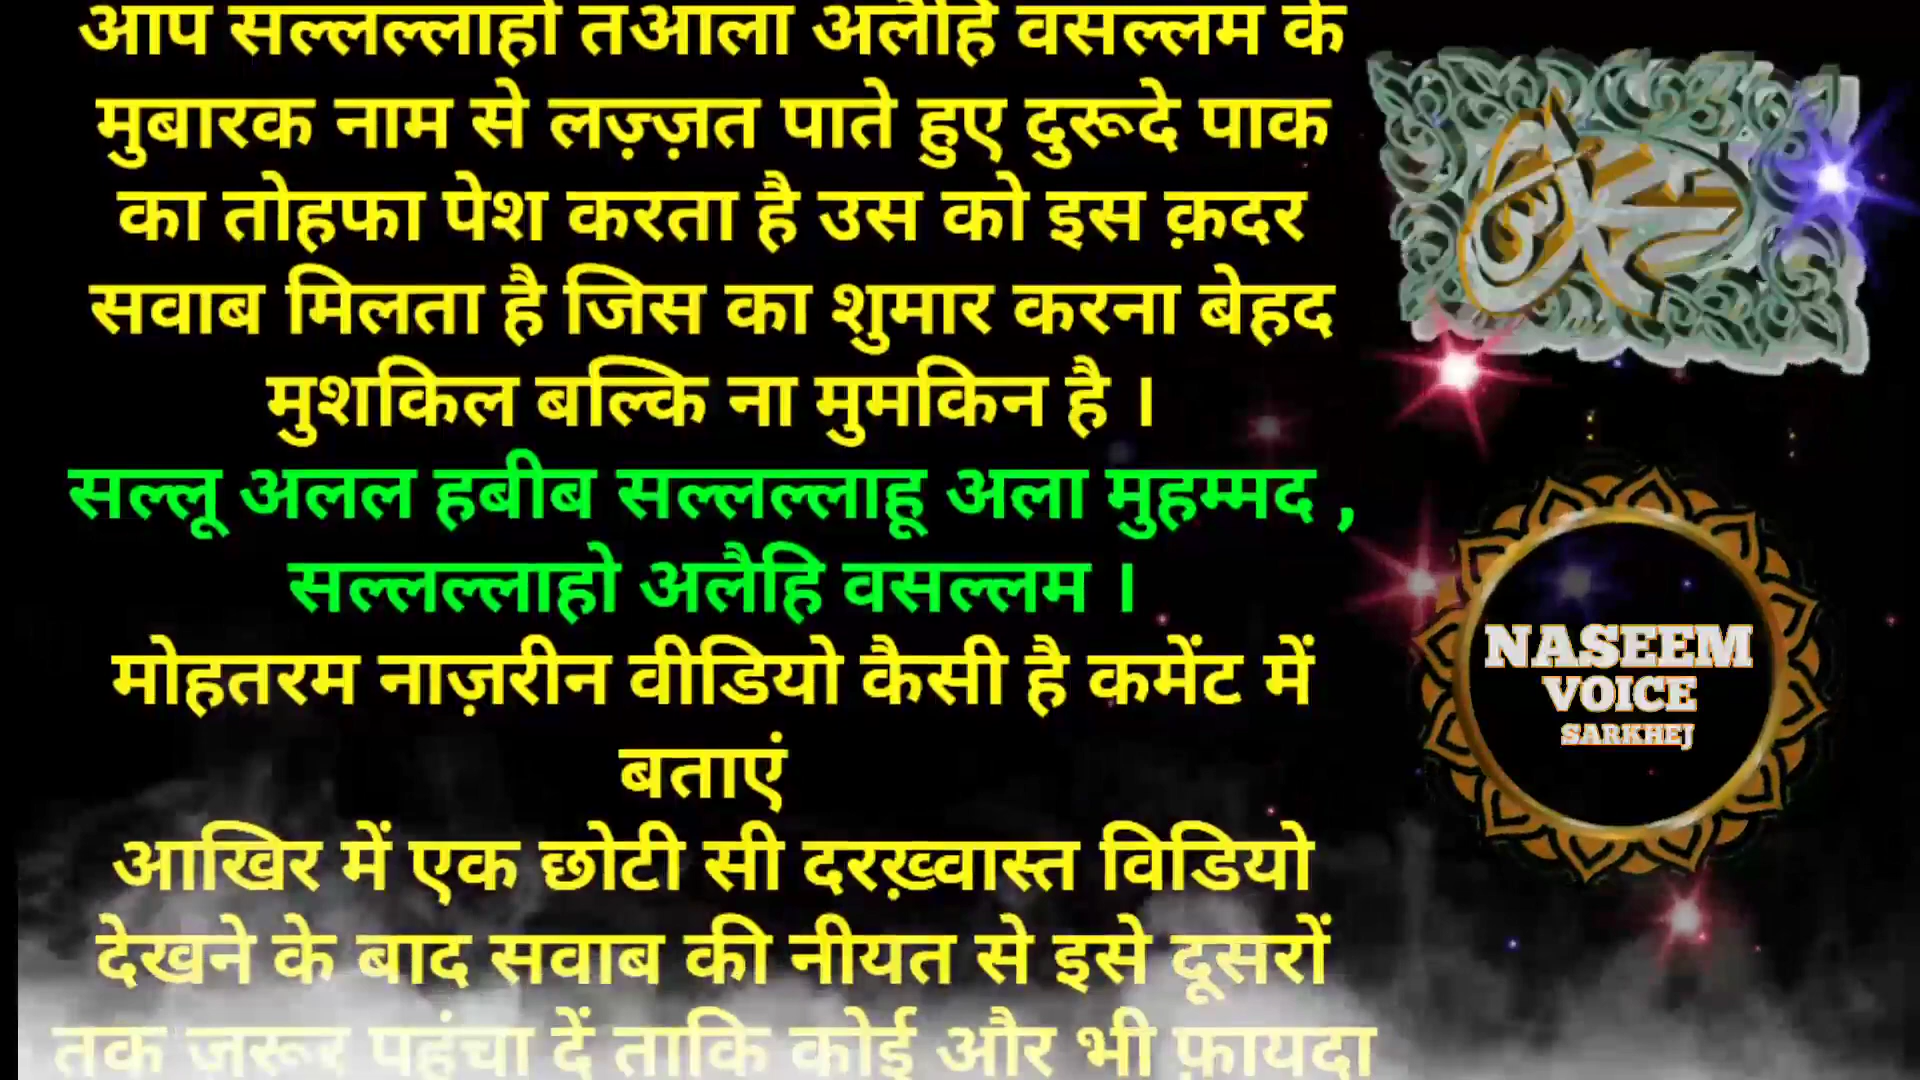 आप सल्लल्लाहो तआला अलैहि वसल्लम के
मुबारक नाम से लज़्ज़त पाते हुए दुरूदे पाक
का तोहफा पेश करता है उस को इस क़दर
सवाब मिलता है जिस का शुमार करना बेहद
मुशकिल बल्कि ना मुमकिन है ।
सल्लू अलल हबीब सल्लल्लाहू अला मुहम्मद ,
सल्लल्लाहो अलैहि वसल्लम ।
मोहतरम नाज़रीन वीडियो कैसी है कमेंट में
बताएं
आखिर में एक छोटी सी दरख़्वास्त विडियो
देखने के बाद सवाब की नीयत से इसे दूसरों
तक ज़रूर पहंचा दें ताकि कोई और भी फ़ायदा
محمد
NASEEM
VOICE
SARKHEJ